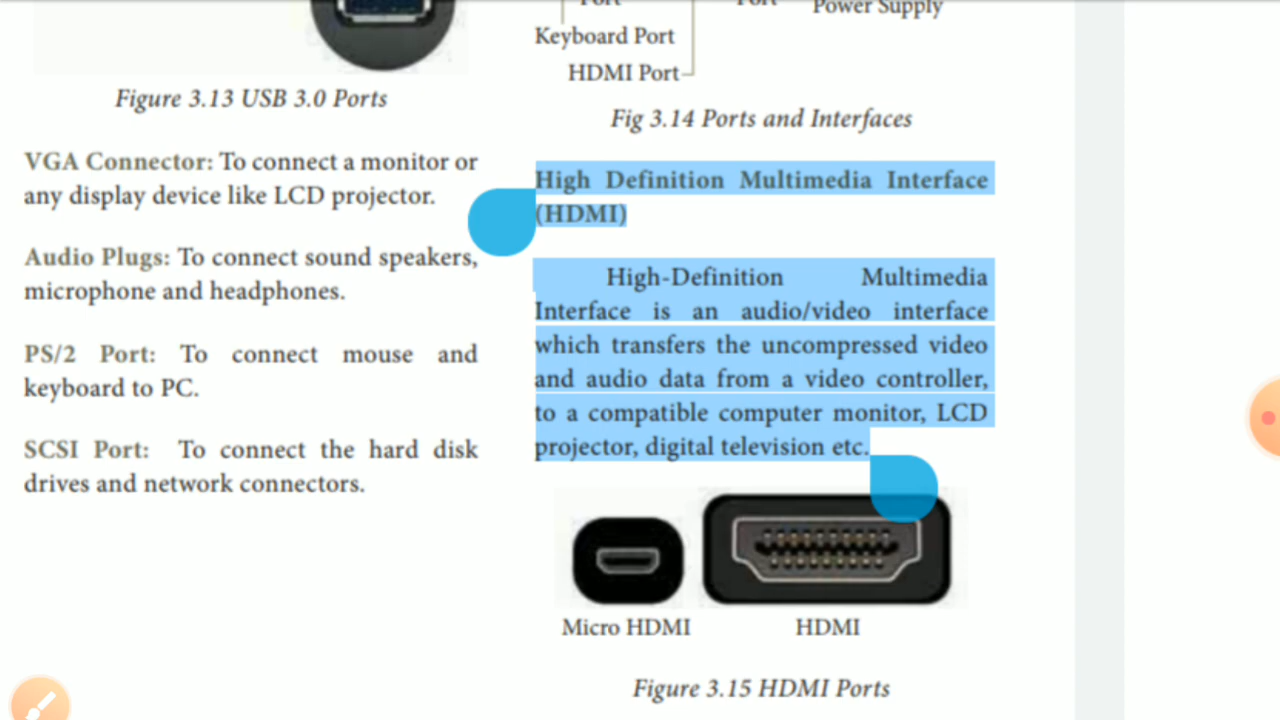 Figure 3.13 USB 3.0 Ports
VGA Connector: To connect a monitor or
any display device like LCD projector.
Audio Plugs: To connect sound speakers,
microphone and headphones.
PS/2 Port: To connect mouse and
keyboard to PC.
SCSI Port: To connect the hard disk
drives and network connectors.
Port
Port
Power Supply
Keyboard Port
HDMI Port
Fig 3.14 Ports and Interfaces
High Definition Multimedia Interface
(HDMI)
High-Definition Multimedia
Interface is an audio/video interface
which transfers the uncompressed video
and audio data from a video controller,
to a compatible computer monitor, LCD
projector, digital television etc.
Micro HDMI
HDMI
Figure 3.15 HDMI Ports